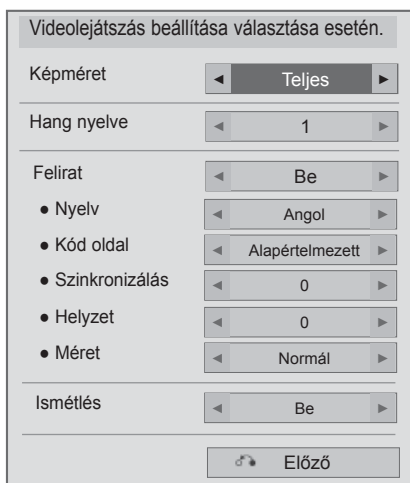 Videolejátszás beállítása választása esetén.
Képméret ◄ Teljes ►
Hang nyelve ◄ 1 ►
Felirat ◄ Be ►
● Nyelv ◄ Angol ►
● Kód oldal ◄ Alapértelmezett ►
● Szinkronizálás ◄ 0 ►
● Helyzet ◄ 0 ►
● Méret ◄ Normál ►
Ismétlés ◄ Be ►
Előző